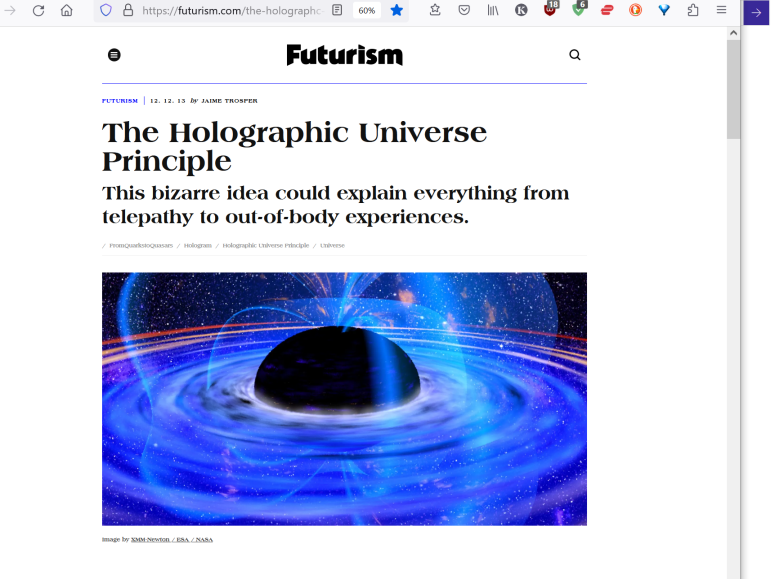 https://futurism.com/the-holographc
60%
18
6
Futurism
FUTURISM | 12. 12. 13 by JAIME TROSPER
The Holographic Universe
Principle
This bizarre idea could explain everything from
telepathy to out-of-body experiences.
/ FromQuarksToQuasars / Hologram / Holographic Universe Principle / Universe
Image by XMM-Newton / ESA / NASA